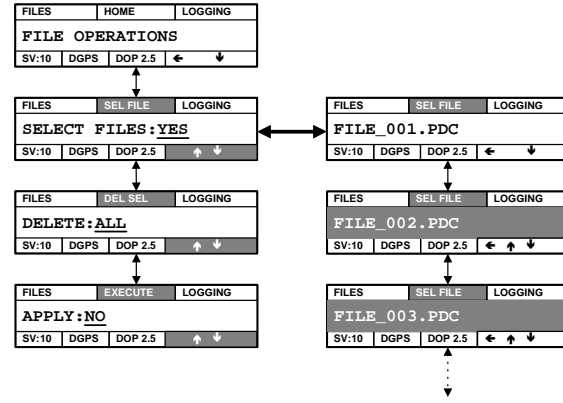 FILES HOME LOGGING
FILE OPERATIONS
SV:10 DGPS DOP 2.5 ← ↓
FILES SEL FILE LOGGING
SELECT FILES:YES
SV:10 DGPS DOP 2.5 ↑ ↓
FILES DEL SEL LOGGING
DELETE:ALL
SV:10 DGPS DOP 2.5 ↑ ↓
FILES EXECUTE LOGGING
APPLY:NO
SV:10 DGPS DOP 2.5 ↑ ↓
FILES SEL FILE LOGGING
FILE_001.PDC
SV:10 DGPS DOP 2.5 ← ↓
FILES SEL FILE LOGGING
FILE_002.PDC
SV:10 DGPS DOP 2.5 ← ↑ ↓
FILES SEL FILE LOGGING
FILE_003.PDC
SV:10 DGPS DOP 2.5 ← ↑ ↓